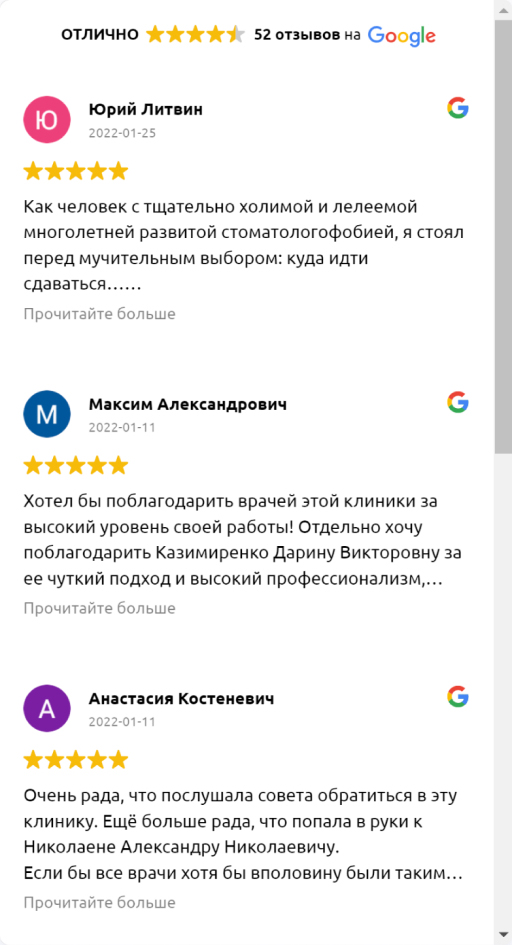 ОТЛИЧНО 52 отзывов на Google
Ю
Юрий Литвин
2022-01-25
Как человек с тщательно холимой и лелеемой
многолетней развитой стоматологофобией, я стоял
перед мучительным выбором: куда идти
сдаваться……
Прочитайте больше
М
Максим Александрович
2022-01-11
Хотел бы поблагодарить врачей этой клиники за
высокий уровень своей работы! Отдельно хочу
поблагодарить Казимиренко Дарину Викторовну за
ее чуткий подход и высокий профессионализм,…
Прочитайте больше
А
Анастасия Костеневич
2022-01-11
Очень рада, что послушала совета обратиться в эту
клинику. Ещё больше рада, что попала в руки к
Николаене Александру Николаевичу.
Если бы все врачи хотя бы вполовину были таким…
Прочитайте больше